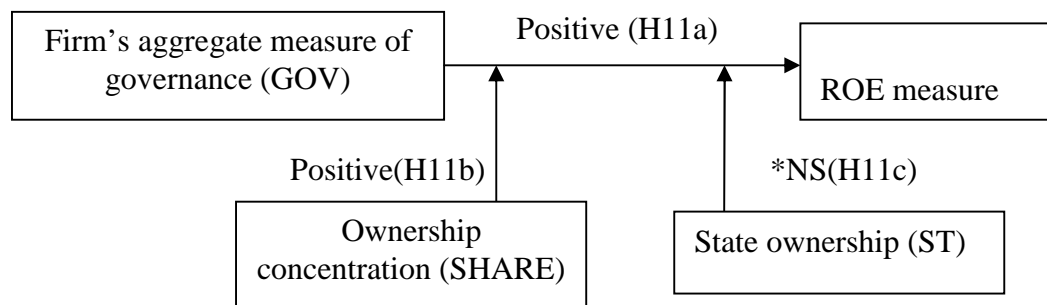 Positive (H11a)
Firm’s aggregate measure of
governance (GOV)
ROE measure
Positive(H11b)
*NS(H11c)
Ownership
concentration (SHARE)
State ownership (ST)